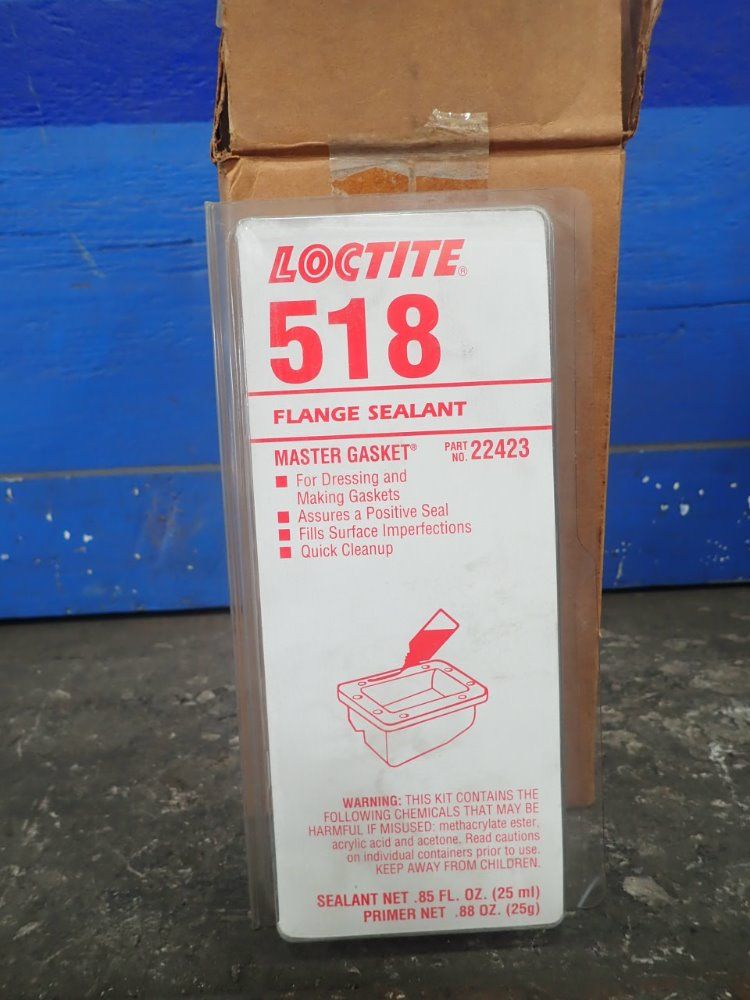 LOCTITE®
518
FLANGE SEALANT
MASTER GASKET® PART NO. 22423
■ For Dressing and
Making Gaskets
■ Assures a Positive Seal
■ Fills Surface Imperfections
■ Quick Cleanup
WARNING: THIS KIT CONTAINS THE
FOLLOWING CHEMICALS THAT MAY BE
HARMFUL IF MISUSED: methacrylate ester,
acrylic acid and acetone. Read cautions
on individual containers prior to use.
KEEP AWAY FROM CHILDREN.
SEALANT NET .85 FL. OZ. (25 ml)
PRIMER NET .88 OZ. (25g)